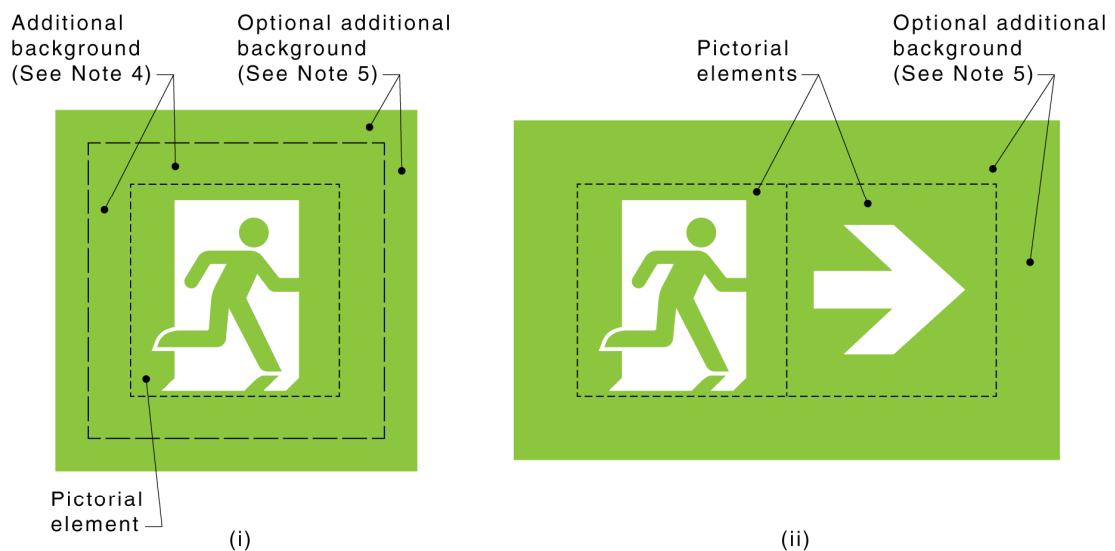 Additional
background
(See Note 4)
Optional additional
background
(See Note 5)
Pictorial
element
(i)
Pictorial
elements
Optional additional
background
(See Note 5)
(ii)